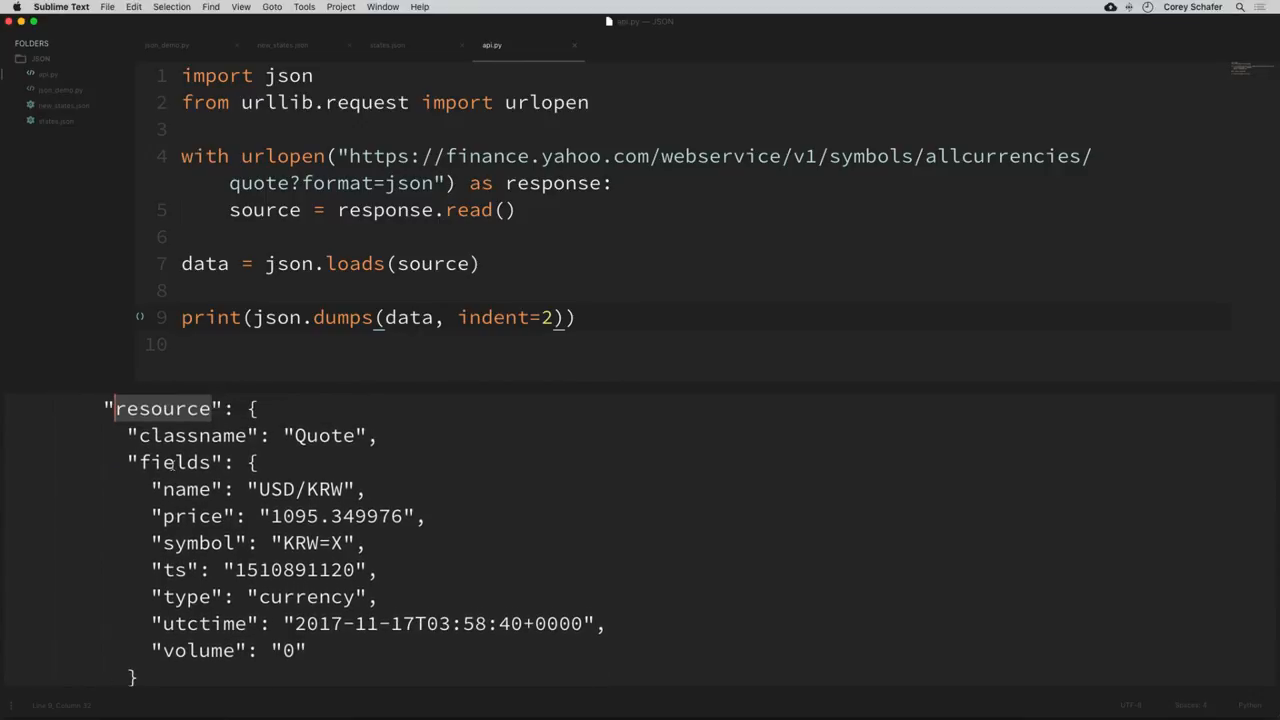 Sublime Text File Edit Selection Find View Goto Tools Project Window Help Corey Schafer
api.py — JSON
FOLDERS
JSON
api.py
json_demo.py
new_states.json
states.json
json_demo.py new_states.json states.json api.py
1 import json
2 from urllib.request import urlopen
3
4 with urlopen("https://finance.yahoo.com/webservice/v1/symbols/allcurrencies/
quote?format=json") as response:
5 source = response.read()
6
7 data = json.loads(source)
8
9 print(json.dumps(data, indent=2))
10
"resource": {
"classname": "Quote",
"fields": {
"name": "USD/KRW",
"price": "1095.349976",
"symbol": "KRW=X",
"ts": "1510891120",
"type": "currency",
"utctime": "2017-11-17T03:58:40+0000",
"volume": "0"
}
Line 9, Column 32 UTF-8 Python